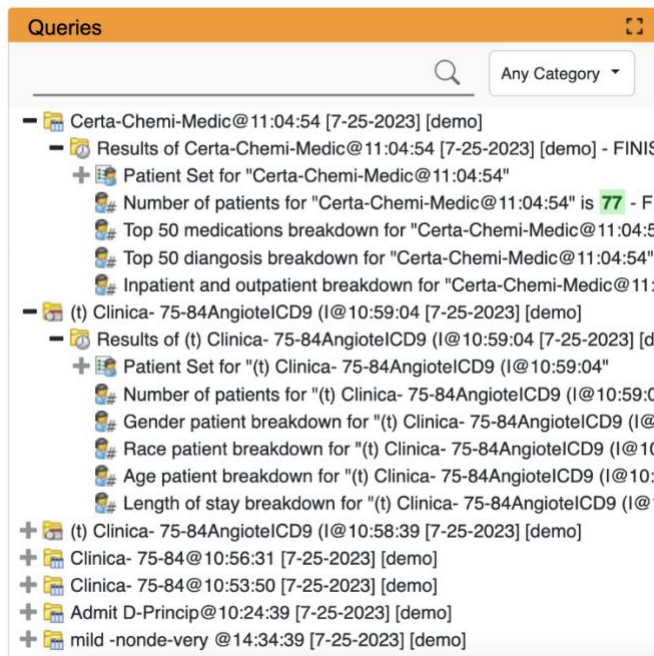 Queries
Any Category
Certa-Chemi-Medic@11:04:54 [7-25-2023] [demo]
Results of Certa-Chemi-Medic@11:04:54 [7-25-2023] [demo] - FINIS
Patient Set for "Certa-Chemi-Medic@11:04:54"
Number of patients for "Certa-Chemi-Medic@11:04:54" is 77 - F
Top 50 medications breakdown for "Certa-Chemi-Medic@11:04:5
Top 50 diangosis breakdown for "Certa-Chemi-Medic@11:04:54"
Inpatient and outpatient breakdown for "Certa-Chemi-Medic@11:
(t) Clinica- 75-84AngioteICD9 (I@10:59:04 [7-25-2023] [demo]
Results of (t) Clinica- 75-84AngioteICD9 (I@10:59:04 [7-25-2023] [d
Patient Set for "(t) Clinica- 75-84AngioteICD9 (I@10:59:04"
Number of patients for "(t) Clinica- 75-84AngioteICD9 (I@10:59:0
Gender patient breakdown for "(t) Clinica- 75-84AngioteICD9 (I@
Race patient breakdown for "(t) Clinica- 75-84AngioteICD9 (I@10
Age patient breakdown for "(t) Clinica- 75-84AngioteICD9 (I@10:
Length of stay breakdown for "(t) Clinica- 75-84AngioteICD9 (I@
(t) Clinica- 75-84AngioteICD9 (I@10:58:39 [7-25-2023] [demo]
Clinica- 75-84@10:56:31 [7-25-2023] [demo]
Clinica- 75-84@10:53:50 [7-25-2023] [demo]
Admit D-Princip@10:24:39 [7-25-2023] [demo]
mild -nonde-very @14:34:39 [7-25-2023] [demo]